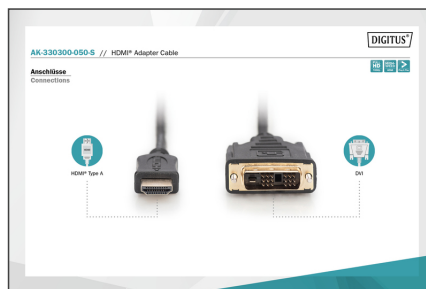 DIGITUS®
AK-330300-050-S // HDMI® Adapter Cable
Anschlüsse
Connections
HDMI® Type A
DVI